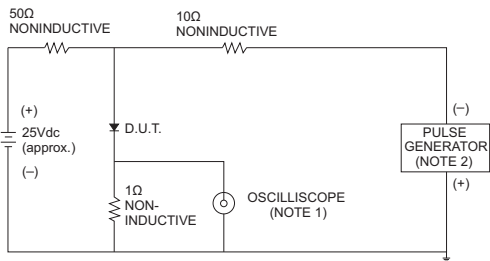 50Ω
NONINDUCTIVE
10Ω
NONINDUCTIVE
(+)
25Vdc
(approx.)
(−)
D.U.T.
1Ω
NON-
INDUCTIVE
OSCILLISCOPE
(NOTE 1)
(−)
PULSE
GENERATOR
(NOTE 2)
(+)